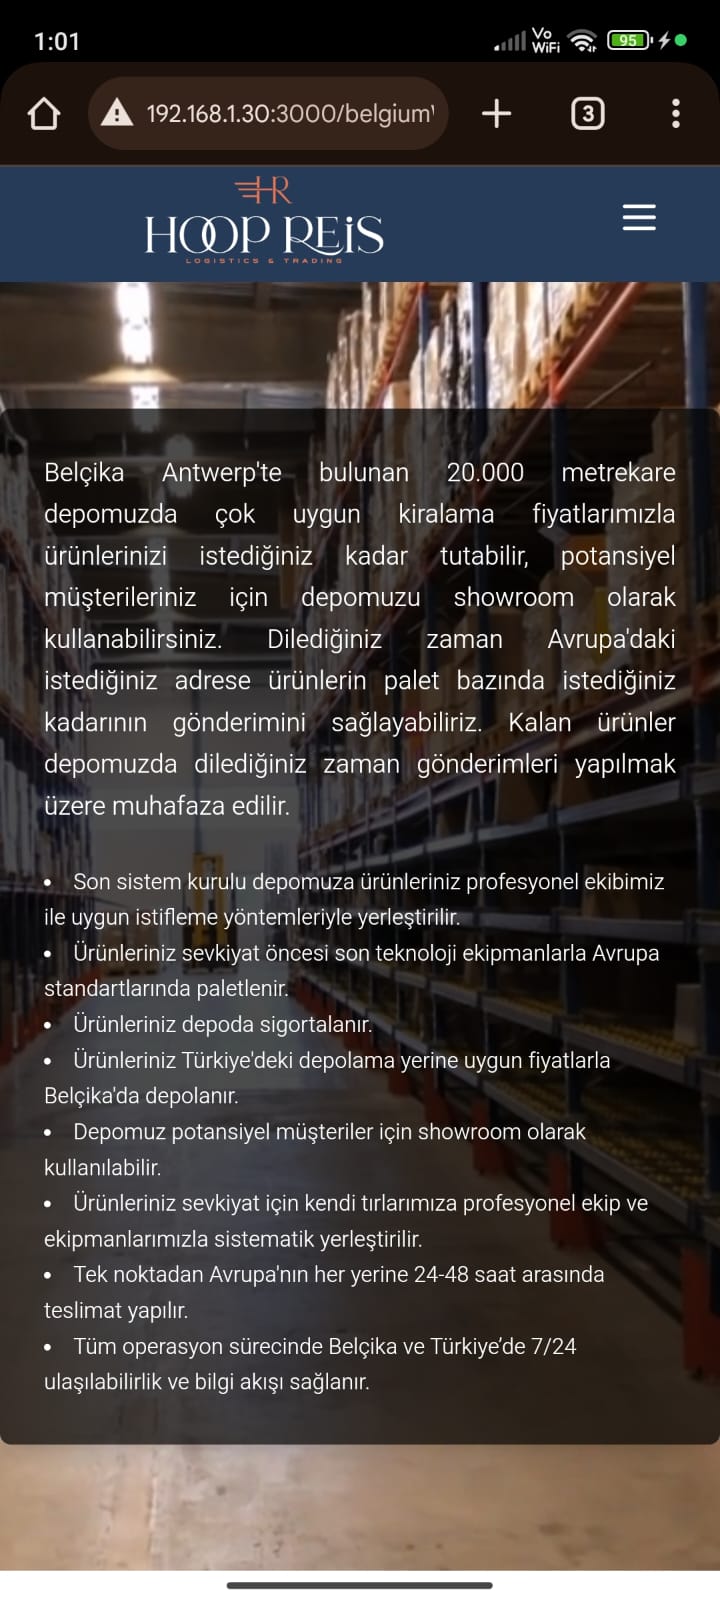 1:01
Vo
WiFi
95
192.168.1.30:3000/belgium
3
HR
HOOP REiS
LOGISTICS & TRADING
Belçika Antwerp'te bulunan 20.000 metrekare
depomuzda çok uygun kiralama fiyatlarımızla
ürünlerinizi istediğiniz kadar tutabilir, potansiyel
müşterileriniz için depomuzu showroom olarak
kullanabilirsiniz. Dilediğiniz zaman Avrupa'daki
istediğiniz adrese ürünlerin palet bazında istediğiniz
kadarının gönderimini sağlayabiliriz. Kalan ürünler
depomuzda dilediğiniz zaman gönderimleri yapılmak
üzere muhafaza edilir.
• Son sistem kurulu depomuza ürünleriniz profesyonel ekibimiz
ile uygun istifleme yöntemleriyle yerleştirilir.
• Ürünleriniz sevkiyat öncesi son teknoloji ekipmanlarla Avrupa
standartlarında paletlenir.
• Ürünleriniz depoda sigortalanır.
• Ürünleriniz Türkiye'deki depolama yerine uygun fiyatlarla
Belçika'da depolanır.
• Depomuz potansiyel müşteriler için showroom olarak
kullanılabilir.
• Ürünleriniz sevkiyat için kendi tırlarımıza profesyonel ekip ve
ekipmanlarımızla sistematik yerleştirilir.
• Tek noktadan Avrupa'nın her yerine 24-48 saat arasında
teslimat yapılır.
• Tüm operasyon sürecinde Belçika ve Türkiye’de 7/24
ulaşılabilirlik ve bilgi akışı sağlanır.